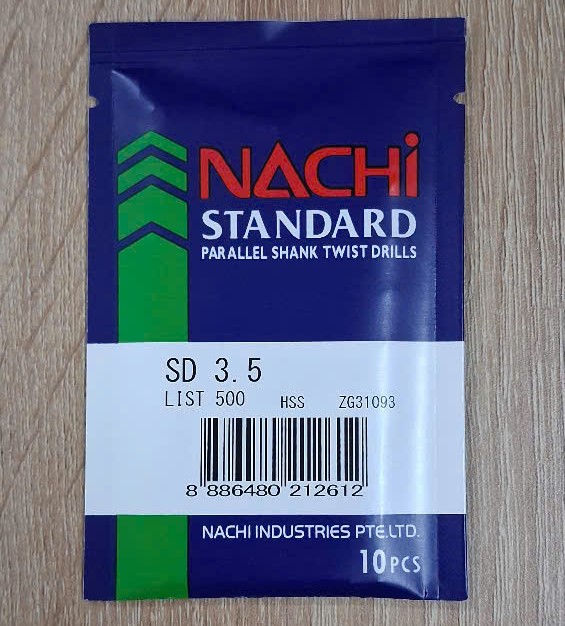 NACHi
STANDARD
PARALLEL SHANK TWIST DRILLS
SD 3.5
LIST 500 HSS ZG31093
8 886480 212612
NACHI INDUSTRIES PTE.LTD.
10PCS